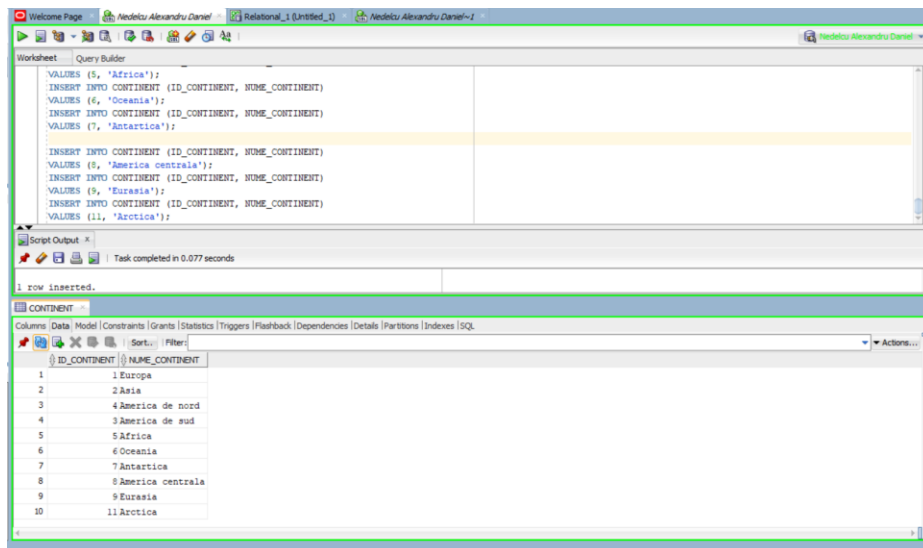 Welcome Page Nedelcu Alexandru Daniel Relational_1 (Untitled_1) Nedelcu Alexandru Daniel~1
Nedelcu Alexandru Daniel
Worksheet Query Builder
VALUES (5, 'Africa');
INSERT INTO CONTINENT (ID_CONTINENT, NUME_CONTINENT)
VALUES (6, 'Oceania');
INSERT INTO CONTINENT (ID_CONTINENT, NUME_CONTINENT)
VALUES (7, 'Antartica');
INSERT INTO CONTINENT (ID_CONTINENT, NUME_CONTINENT)
VALUES (8, 'America centrala');
INSERT INTO CONTINENT (ID_CONTINENT, NUME_CONTINENT)
VALUES (9, 'Eurasia');
INSERT INTO CONTINENT (ID_CONTINENT, NUME_CONTINENT)
VALUES (11, 'Arctica');
Script Output x
Task completed in 0.077 seconds
1 row inserted.
CONTINENT
Columns Data Model Constraints Grants Statistics Triggers Flashback Dependencies Details Partitions Indexes SQL
Sort.. Filter: Actions...
ID_CONTINENT NUME_CONTINENT
1 1 Europa
2 2 Asia
3 4 America de nord
4 3 America de sud
5 5 Africa
6 6 Oceania
7 7 Antartica
8 8 America centrala
9 9 Eurasia
10 11 Arctica